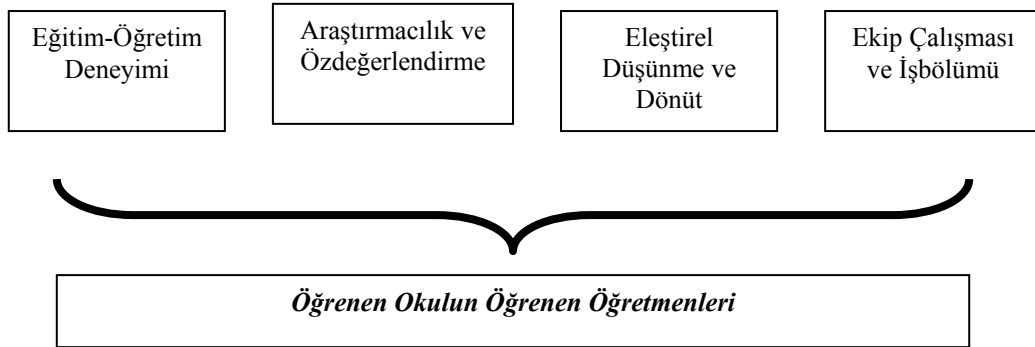 Eğitim-Öğretim
Deneyimi
Araştırmacılık ve
Özdeğerlendirme
Eleştirel
Düşünme ve
Dönüt
Ekip Çalışması
ve İşbölümü
Öğrenen Okulun Öğrenen Öğretmenleri